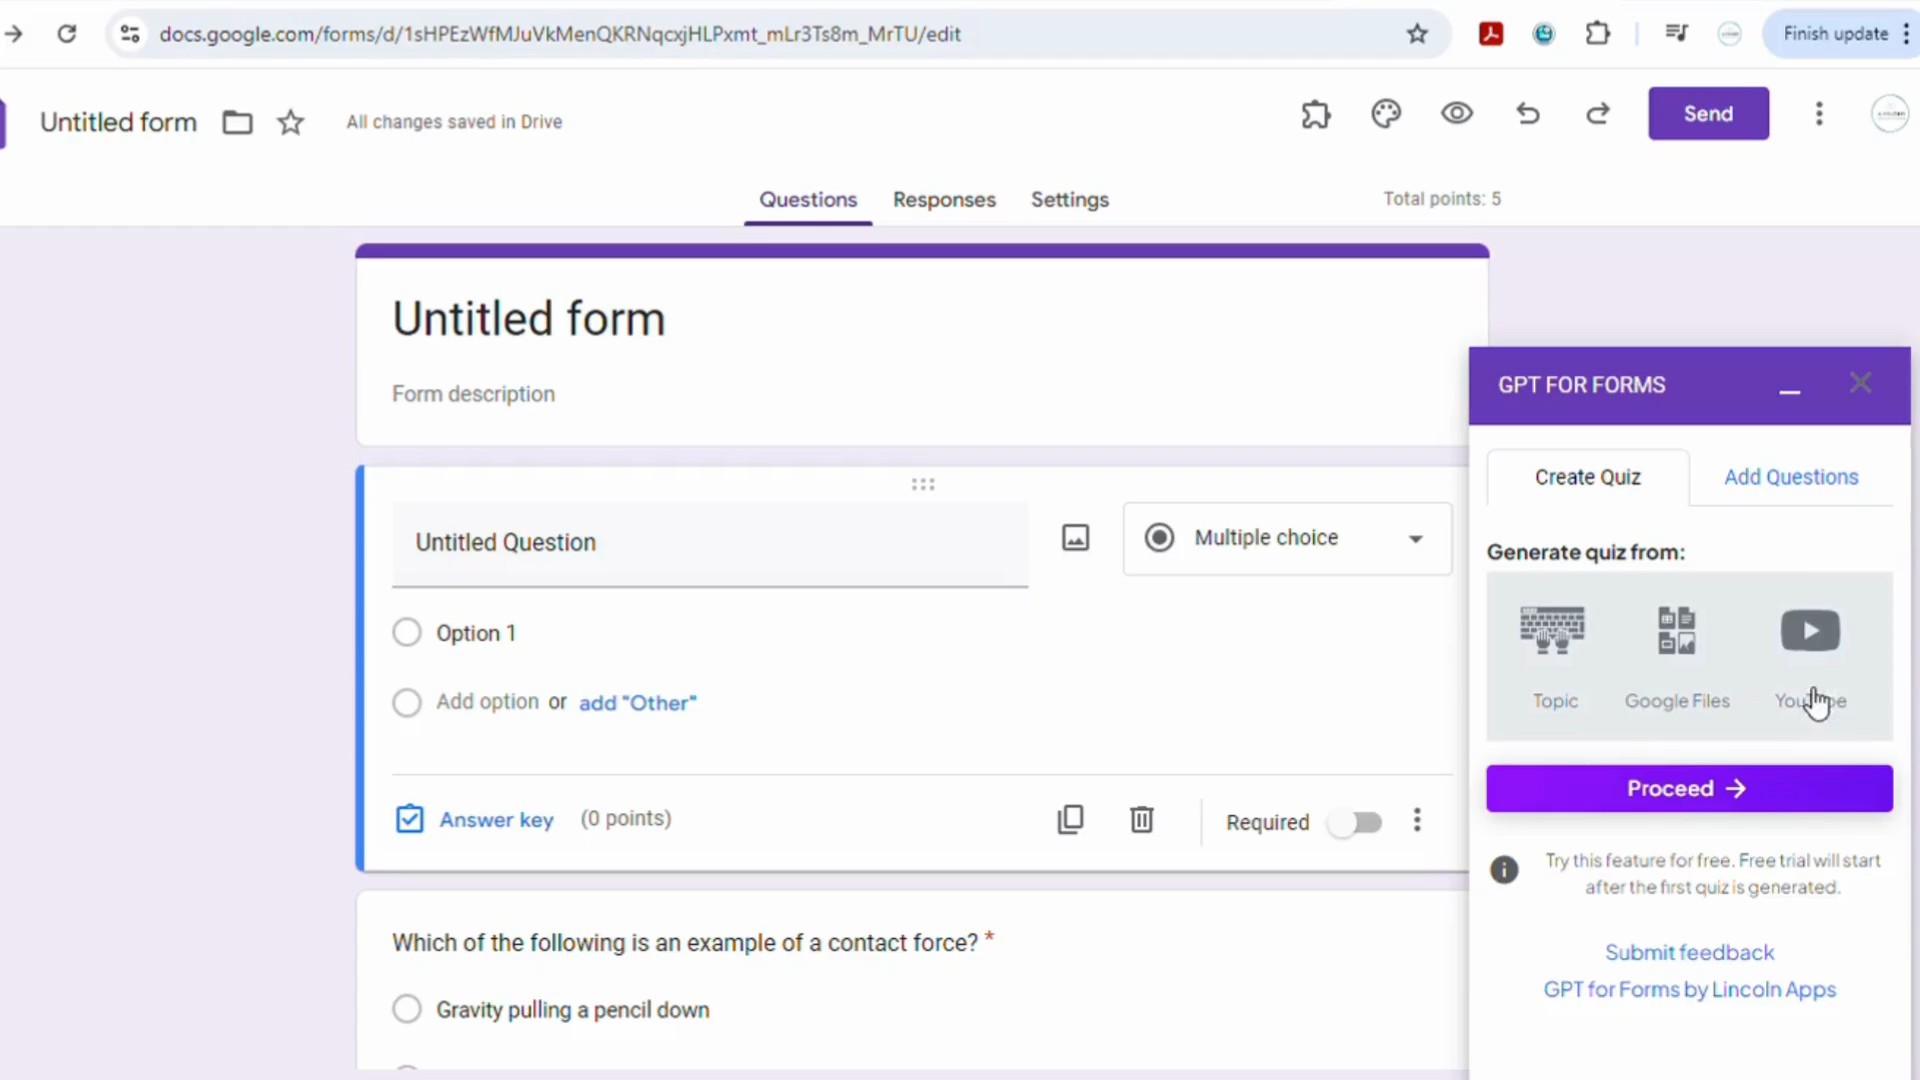 docs.google.com/forms/d/1sHPEzWfMJuVkMenQKRNqcxjHLPxmt_mLr3Ts8m_MrTU/edit
Finish update
Untitled form
All changes saved in Drive
Send
Questions
Responses
Settings
Total points: 5
Untitled form
Form description
Untitled Question
Multiple choice
Option 1
Add option or add "Other"
Answer key
(0 points)
Required
Which of the following is an example of a contact force? *
Gravity pulling a pencil down
GPT FOR FORMS
Create Quiz
Add Questions
Generate quiz from:
Topic
Google Files
Proceed →
Try this feature for free. Free trial will start
after the first quiz is generated.
Submit feedback
GPT for Forms by Lincoln Apps